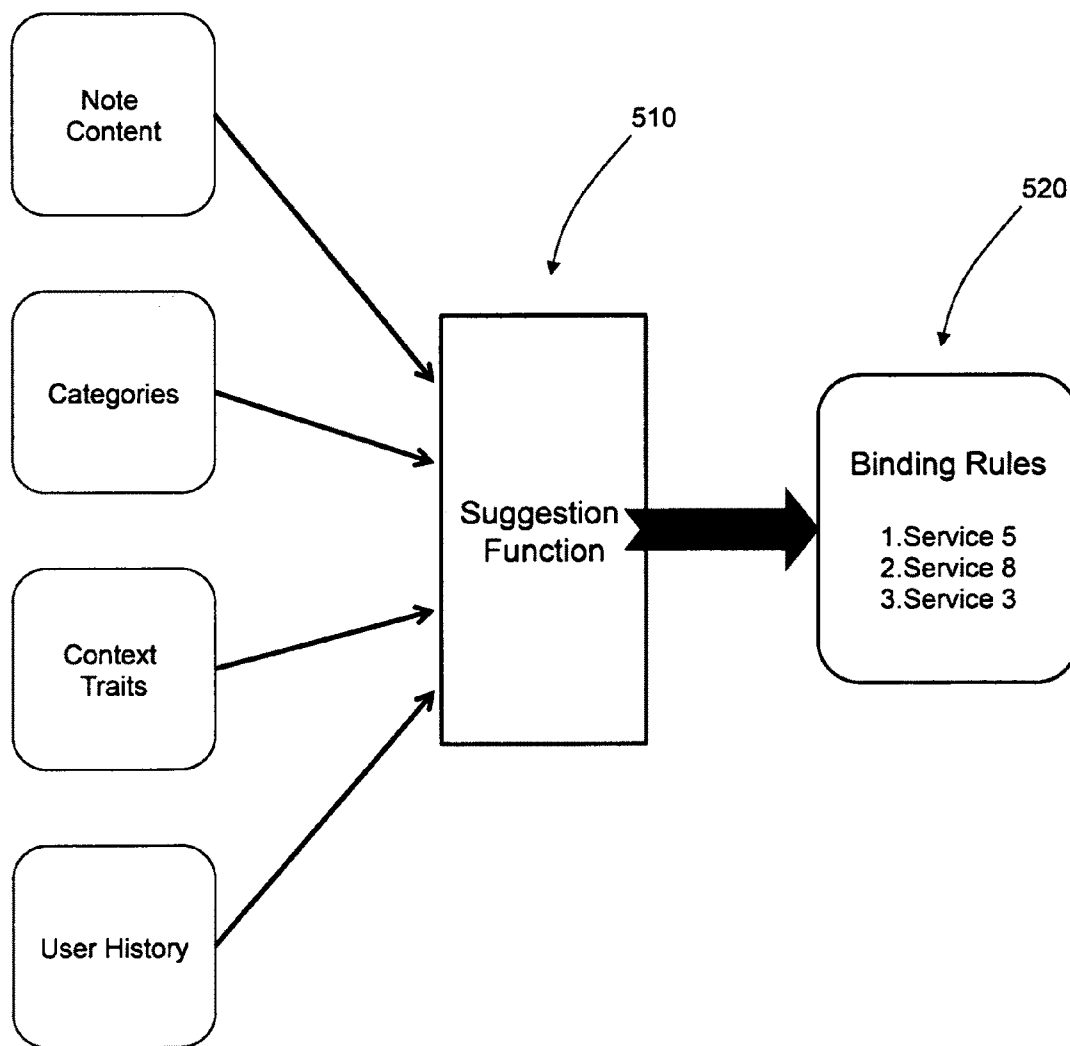 Note
Content
510
520
Categories
Suggestion
Function
Binding Rules
1.Service 5
2.Service 8
3.Service 3
Context
Traits
User History